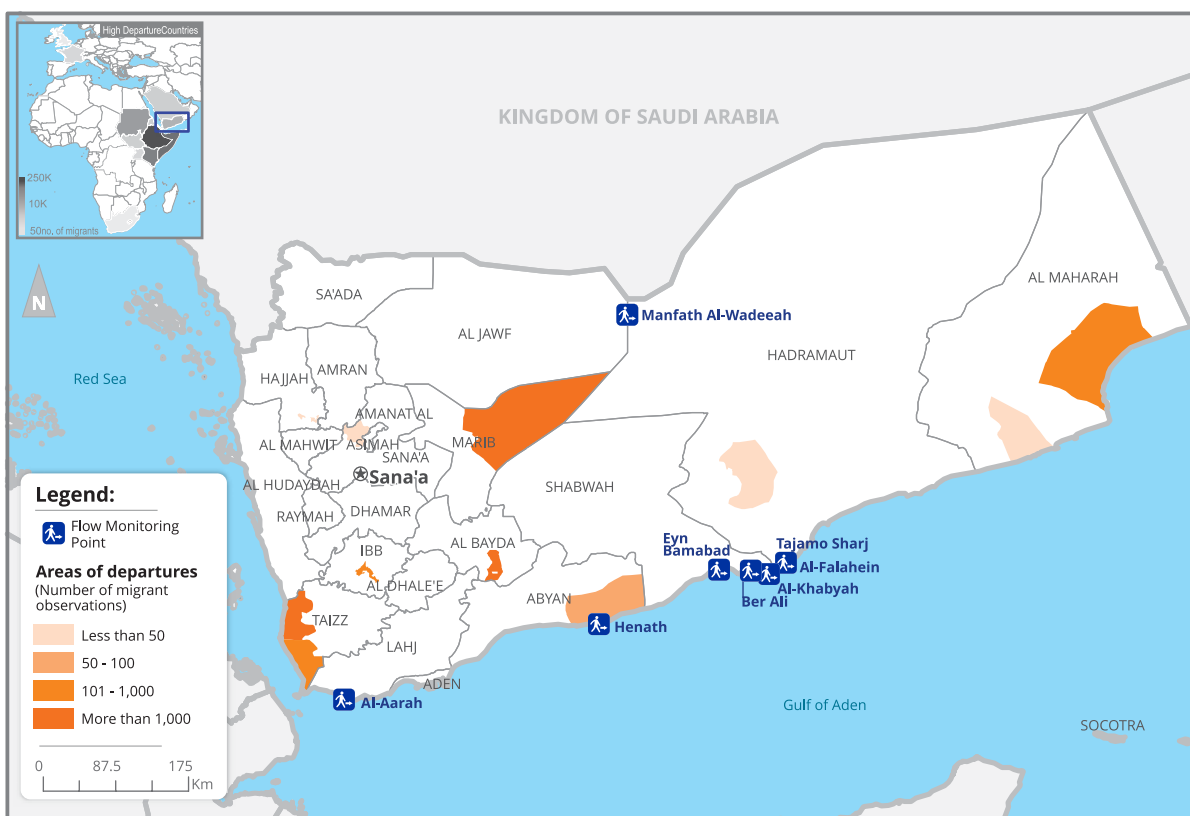 High DepartureCountries
250K
10K
50no. of migrants
KINGDOM OF SAUDI ARABIA
N
Red Sea
SA'ADA
AL JAWF
Manfath Al-Wadeeah
HADRAMAUT
AL MAHARAH
HAJJAH
AMRAN
AMANAT AL
ASIMAH
AL MAHWIT
SANA'A
MARIB
Sana'a
AL HUDAYDAH
RAYMAH
DHAMAR
SHABWAH
IBB
AL BAYDA
AL DHALE'E
ABYAN
TAIZZ
LAHJ
ADEN
Eyn
Bamabad
Tajamo Sharj
Al-Falahein
Al-Khabyah
Ber Ali
Henath
Al-Aarah
Gulf of Aden
SOCOTRA
Legend:
Flow Monitoring
Point
Areas of departures
(Number of migrant
observations)
Less than 50
50 - 100
101 - 1,000
More than 1,000
0 87.5 175
Km